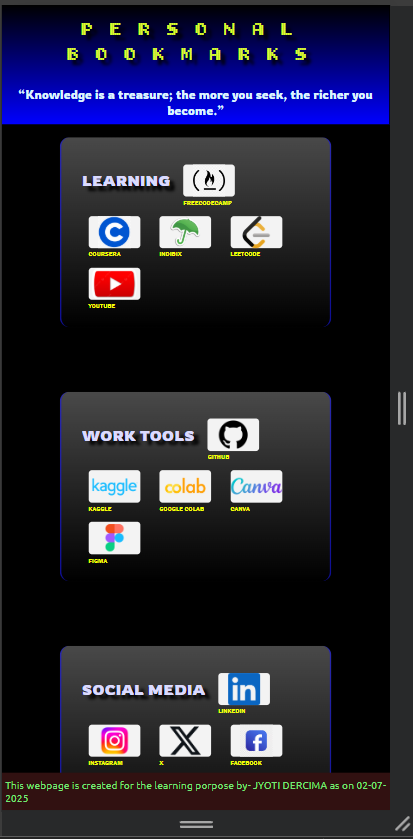 PERSONAL
BOOKMARKS
“Knowledge is a treasure; the more you seek, the richer you
become.”
LEARNING
FREECODECAMP
COURSERA
INDIBIX
LEETCODE
YOUTUBE
WORK TOOLS
GITHUB
kaggle
colab
Canva
KAGGLE
GOOGLE COLAB
CANVA
FIGMA
SOCIAL MEDIA
in
LINKEDIN
INSTAGRAM
X
FACEBOOK
This webpage is created for the learning porpose by- JYOTI DERCIMA as on 02-07-
2025